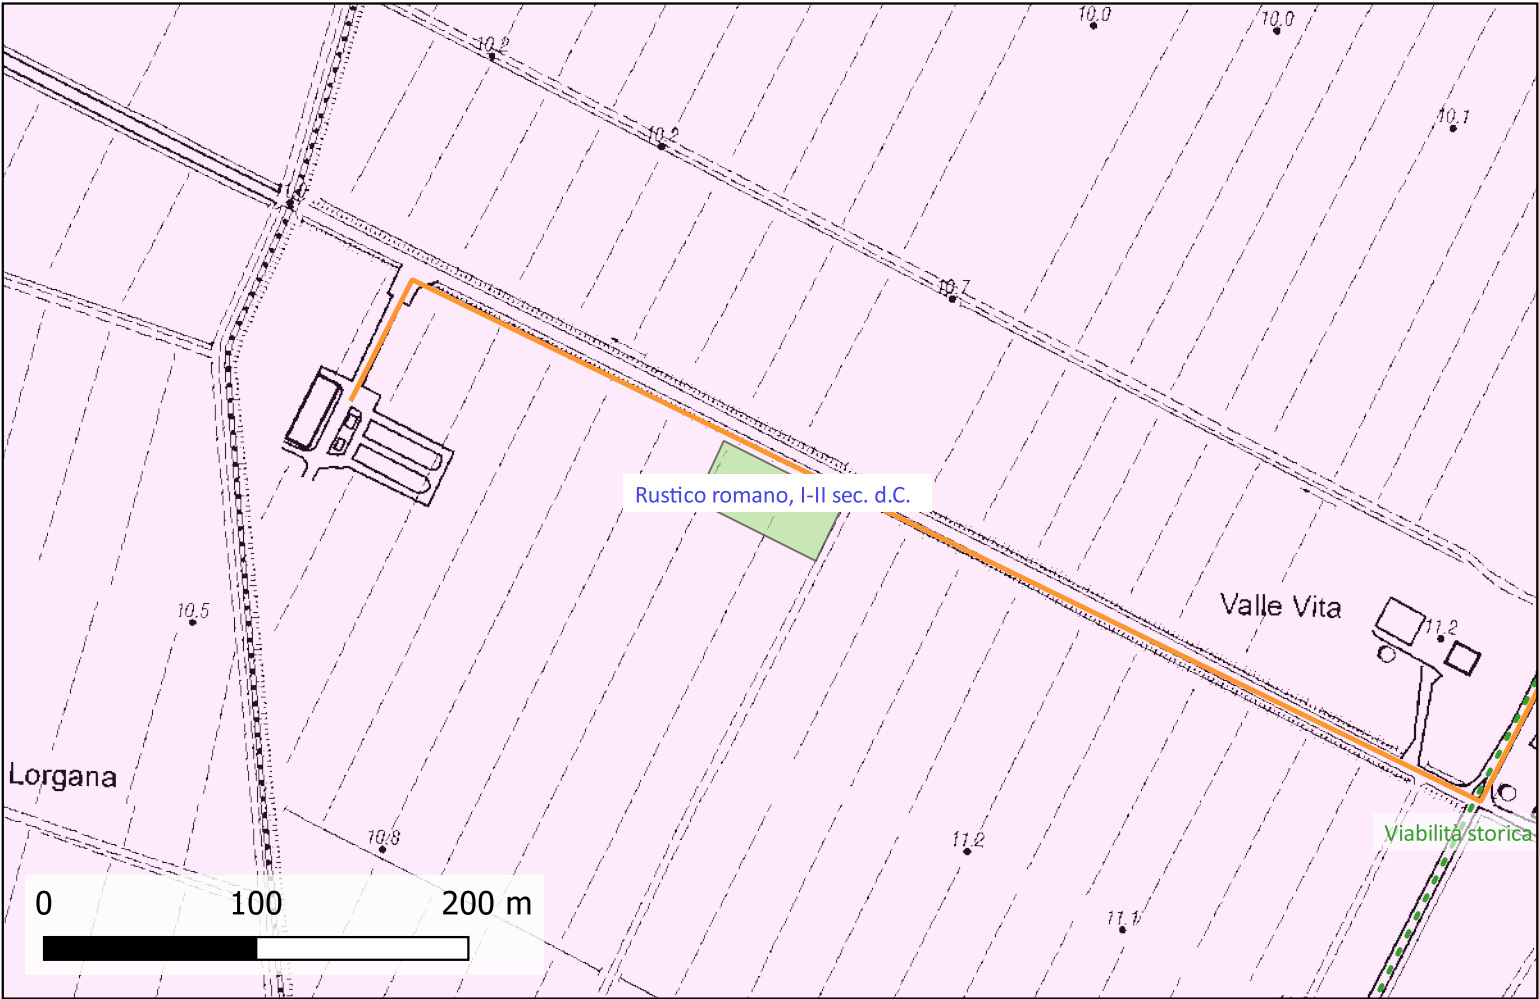 10.0
10.0
10.2
10.1
10.2
10.7
Rustico romano, I-II sec. d.C.
Valle Vita
10.5
11.2
Lorgana
Viabilità storica
10.8
11.2
0 100 200 m
11.1